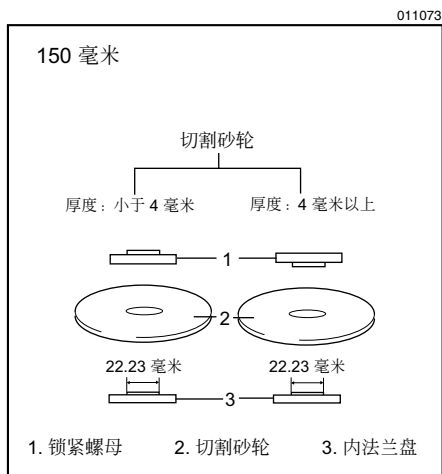 011073
150 毫米
切割砂轮
厚度：小于 4 毫米 厚度：4 毫米以上
1
2
22.23 毫米 22.23 毫米
3
1. 锁紧螺母 2. 切割砂轮 3. 内法兰盘